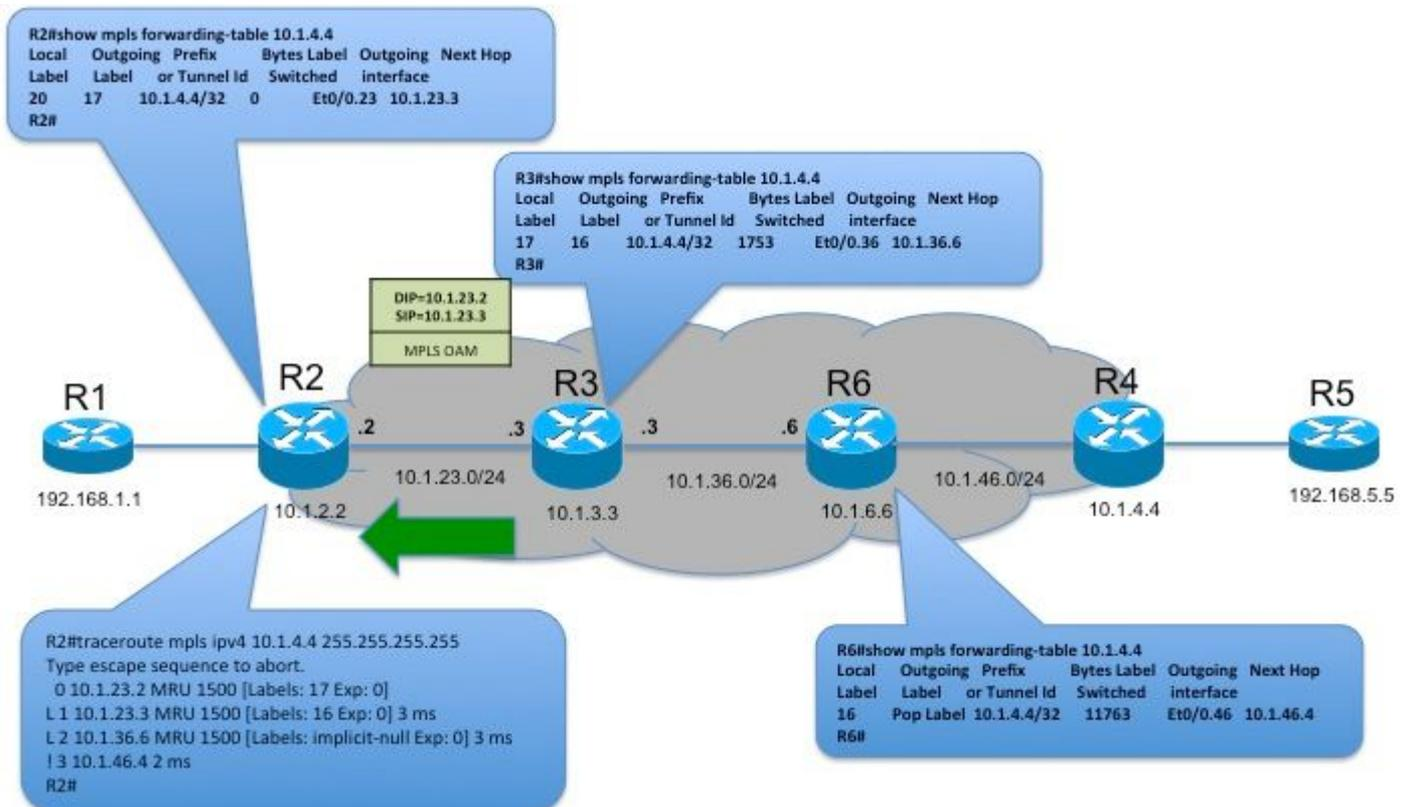 R2#show mpls forwarding-table 10.1.4.4
Local Outgoing Prefix Bytes Label Outgoing Next Hop
Label Label or Tunnel Id Switched interface
20 17 10.1.4.4/32 0 Et0/0.23 10.1.23.3
R2#
R3#show mpls forwarding-table 10.1.4.4
Local Outgoing Prefix Bytes Label Outgoing Next Hop
Label Label or Tunnel Id Switched interface
17 16 10.1.4.4/32 1753 Et0/0.36 10.1.36.6
R3#
DIP=10.1.23.2
SIP=10.1.23.3
MPLS OAM
R1
R2
R3
R6
R4
R5
.2
.3
.3
.6
10.1.23.0/24
10.1.36.0/24
10.1.46.0/24
192.168.1.1
10.1.2.2
10.1.3.3
10.1.6.6
10.1.4.4
192.168.5.5
R2#traceroute mpls ipv4 10.1.4.4 255.255.255.255
Type escape sequence to abort.
0 10.1.23.2 MRU 1500 [Labels: 17 Exp: 0]
L 1 10.1.23.3 MRU 1500 [Labels: 16 Exp: 0] 3 ms
L 2 10.1.36.6 MRU 1500 [Labels: implicit-null Exp: 0] 3 ms
! 3 10.1.46.4 2 ms
R2#
R6#show mpls forwarding-table 10.1.4.4
Local Outgoing Prefix Bytes Label Outgoing Next Hop
Label Label or Tunnel Id Switched interface
16 Pop Label 10.1.4.4/32 11763 Et0/0.46 10.1.46.4
R6#